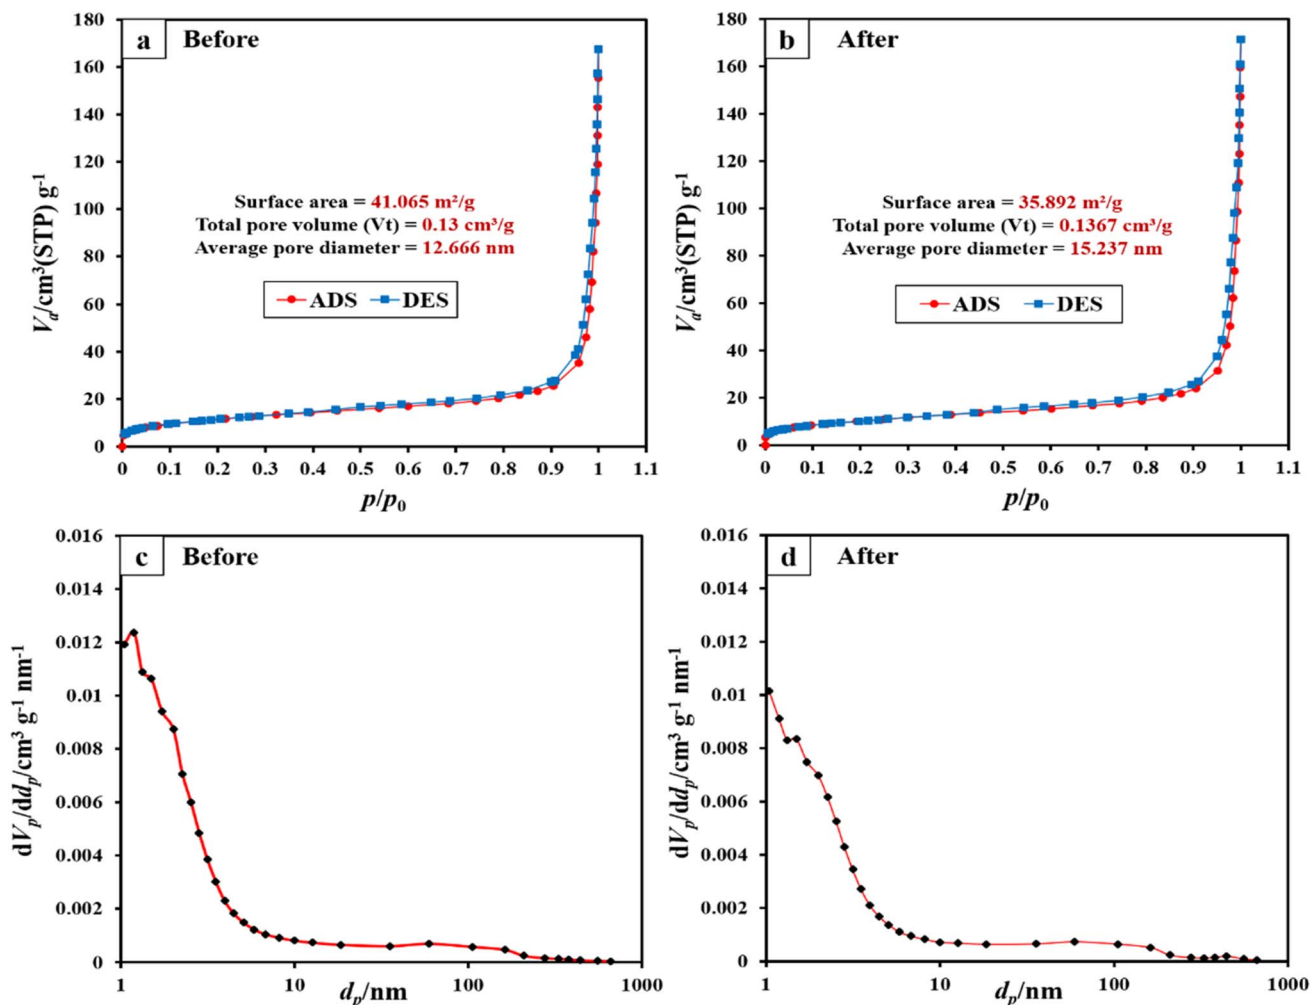 a Before
180
160
140
120
100
80
60
40
20
0
Vₐ/cm³(STP) g⁻¹
Surface area = 41.065 m²/g
Total pore volume (Vt) = 0.13 cm³/g
Average pore diameter = 12.666 nm
ADS DES
0 0.1 0.2 0.3 0.4 0.5 0.6 0.7 0.8 0.9 1 1.1
p/p₀
b After
180
160
140
120
100
80
60
40
20
0
Vₐ/cm³(STP) g⁻¹
Surface area = 35.892 m²/g
Total pore volume (Vt) = 0.1367 cm³/g
Average pore diameter = 15.237 nm
ADS DES
0 0.1 0.2 0.3 0.4 0.5 0.6 0.7 0.8 0.9 1 1.1
p/p₀
c Before
0.016
0.014
0.012
0.01
0.008
0.006
0.004
0.002
0
dVₚ/ddₚ/cm³ g⁻¹ nm⁻¹
1 10 100 1000
dₚ/nm
d After
0.016
0.014
0.012
0.01
0.008
0.006
0.004
0.002
0
dVₚ/ddₚ/cm³ g⁻¹ nm⁻¹
1 10 100 1000
dₚ/nm